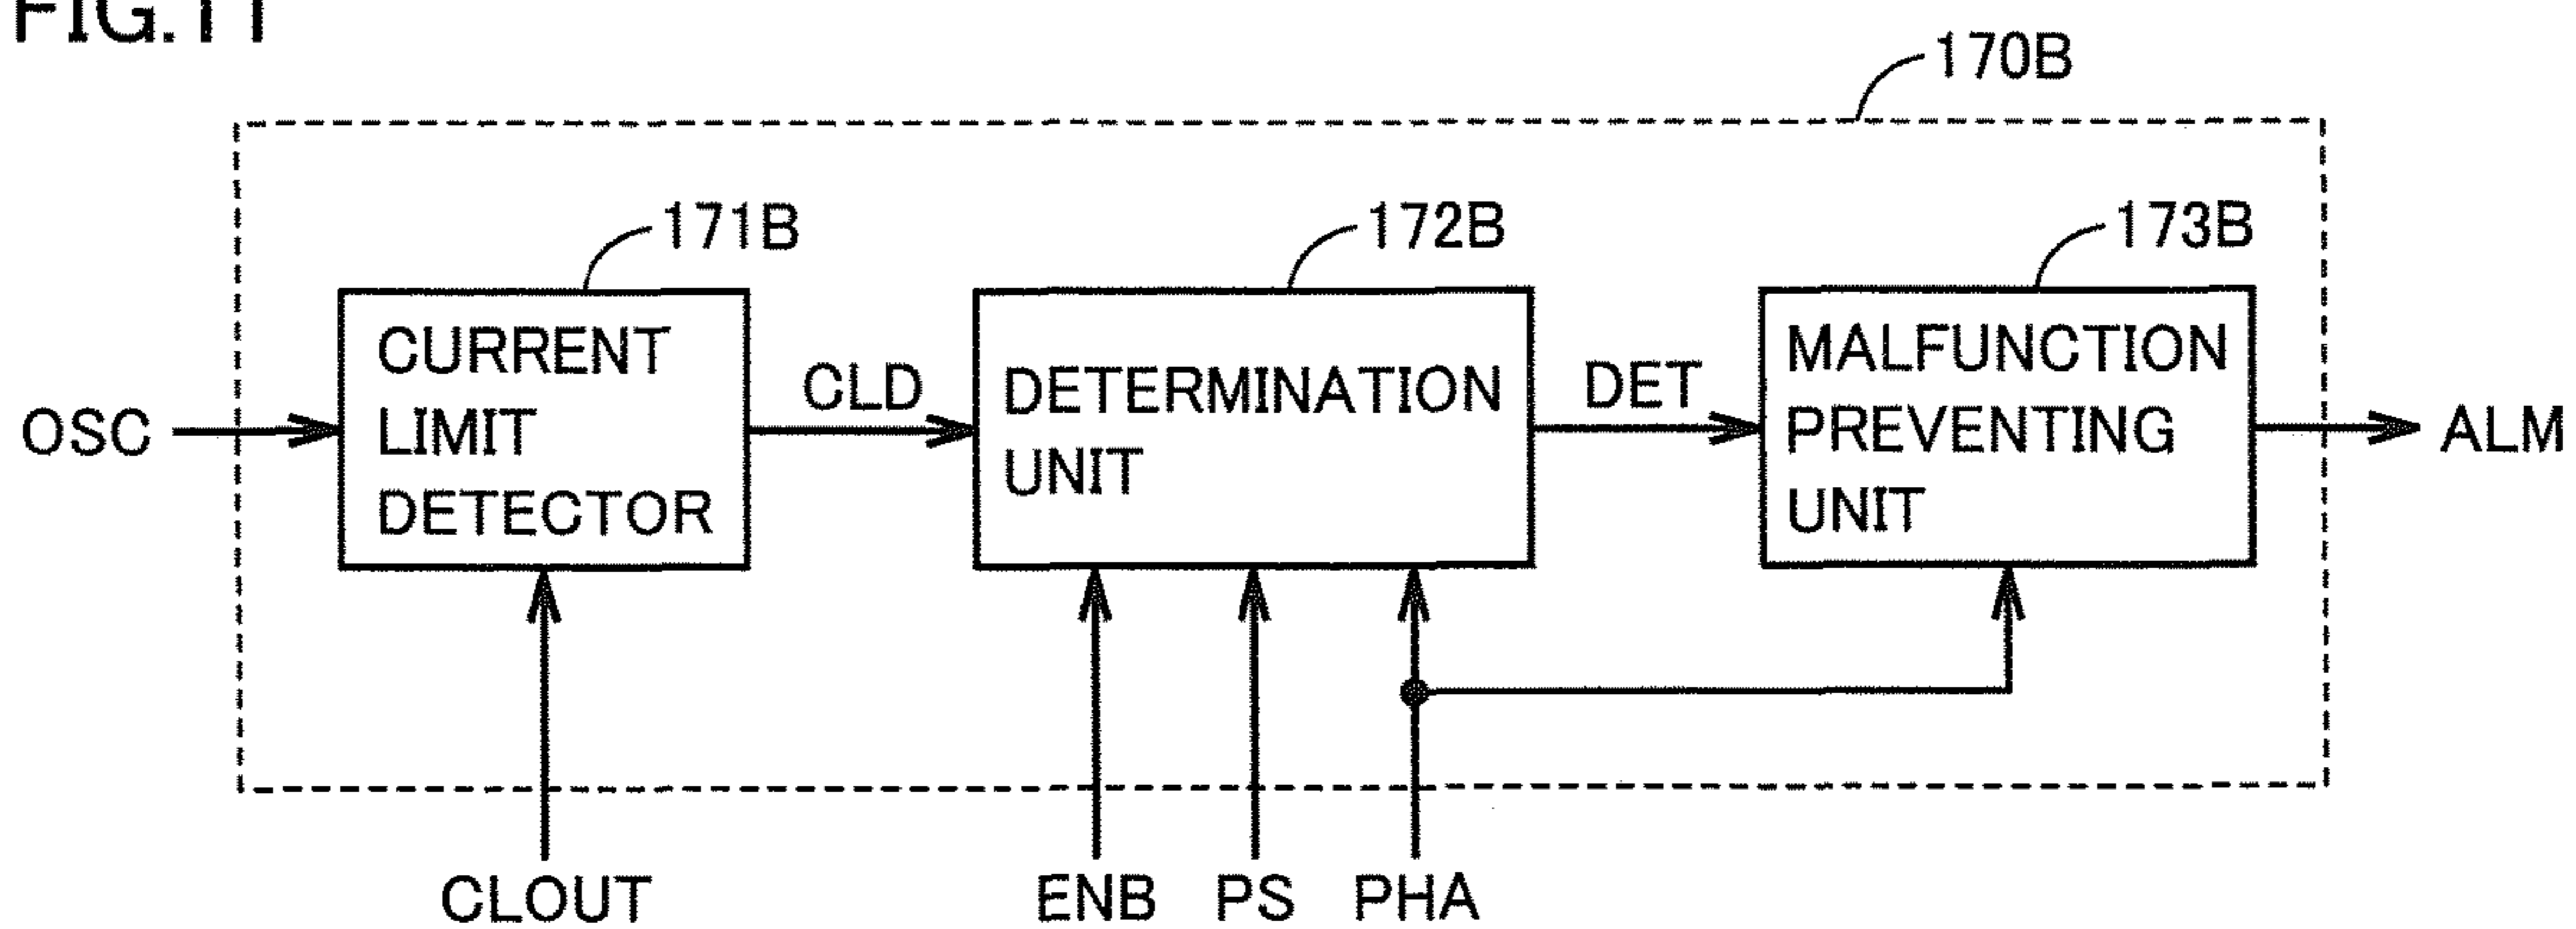 FIG.11
170B
171B
172B
173B
CURRENT
LIMIT
DETECTOR
DETERMINATION
UNIT
MALFUNCTION
PREVENTING
UNIT
OSC
CLD
DET
ALM
CLOUT
ENB
PS
PHA